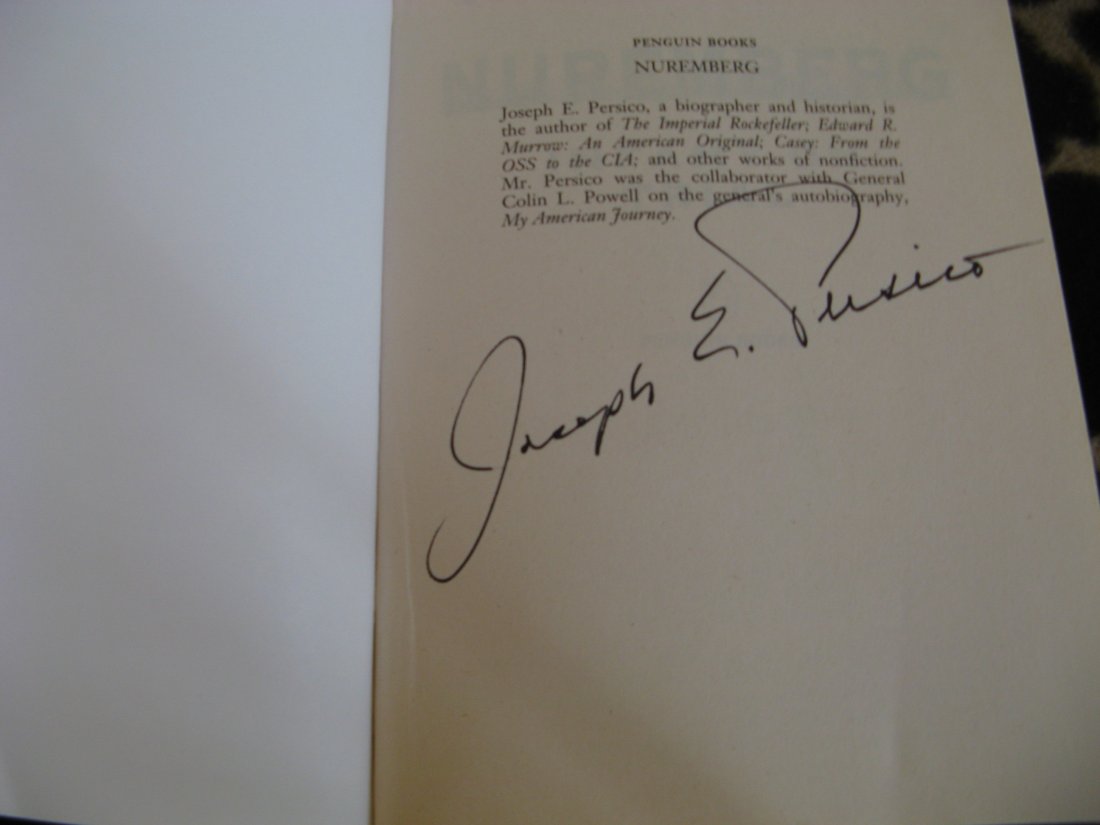 PENGUIN BOOKS
NUREMBERG
Joseph E. Persico, a biographer and historian, is
the author of The Imperial Rockefeller; Edward R.
Murrow: An American Original; Casey: From the
OSS to the CIA; and other works of nonfiction.
Mr. Persico was the collaborator with General
Colin L. Powell on the general's autobiography,
My American Journey.
Joseph E. Persico